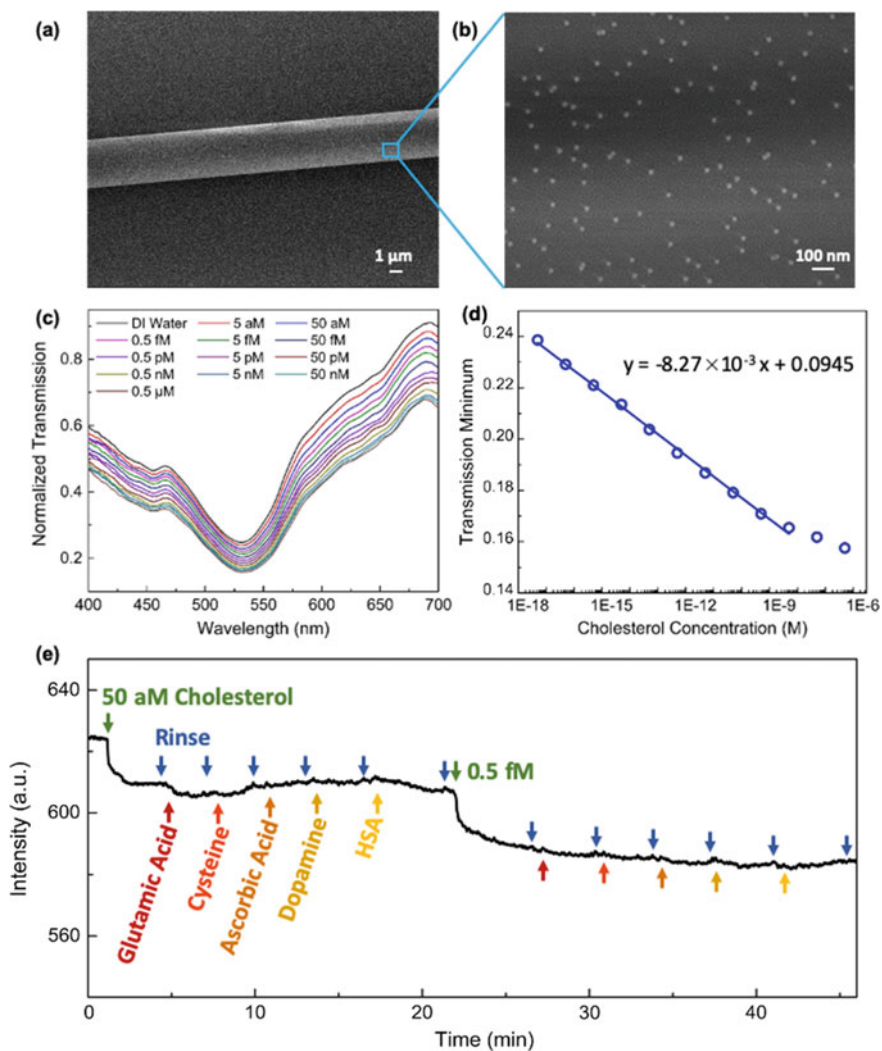 (a)
1 μm
(b)
100 nm
(c)
DI Water 5 aM 50 aM
0.5 fM 5 fM 50 fM
0.5 pM 5 pM 50 pM
0.5 nM 5 nM 50 nM
0.5 μM
0.8
0.6
0.4
0.2
Normalized Transmission
400 450 500 550 600 650 700
Wavelength (nm)
(d)
y = -8.27×10⁻³ x + 0.0945
0.24
0.22
0.20
0.18
0.16
0.14
Transmission Minimum
1E-18 1E-15 1E-12 1E-9 1E-6
Cholesterol Concentration (M)
(e)
640
600
560
Intensity (a.u.)
50 aM Cholesterol
Rinse
0.5 fM
Glutamic Acid
Cysteine
Ascorbic Acid
Dopamine
HSA
0 10 20 30 40
Time (min)